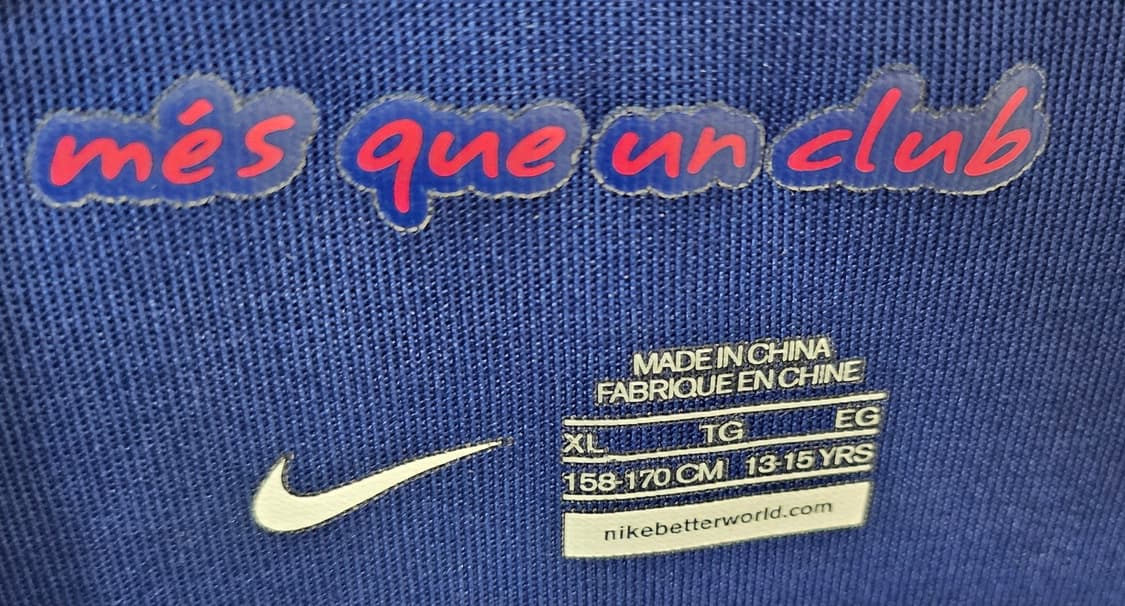 més que un club
MADE IN CHINA
FABRIQUE EN CHINE
XL TG EG
158-170 CM 13-15 YRS
nikebetterworld.com